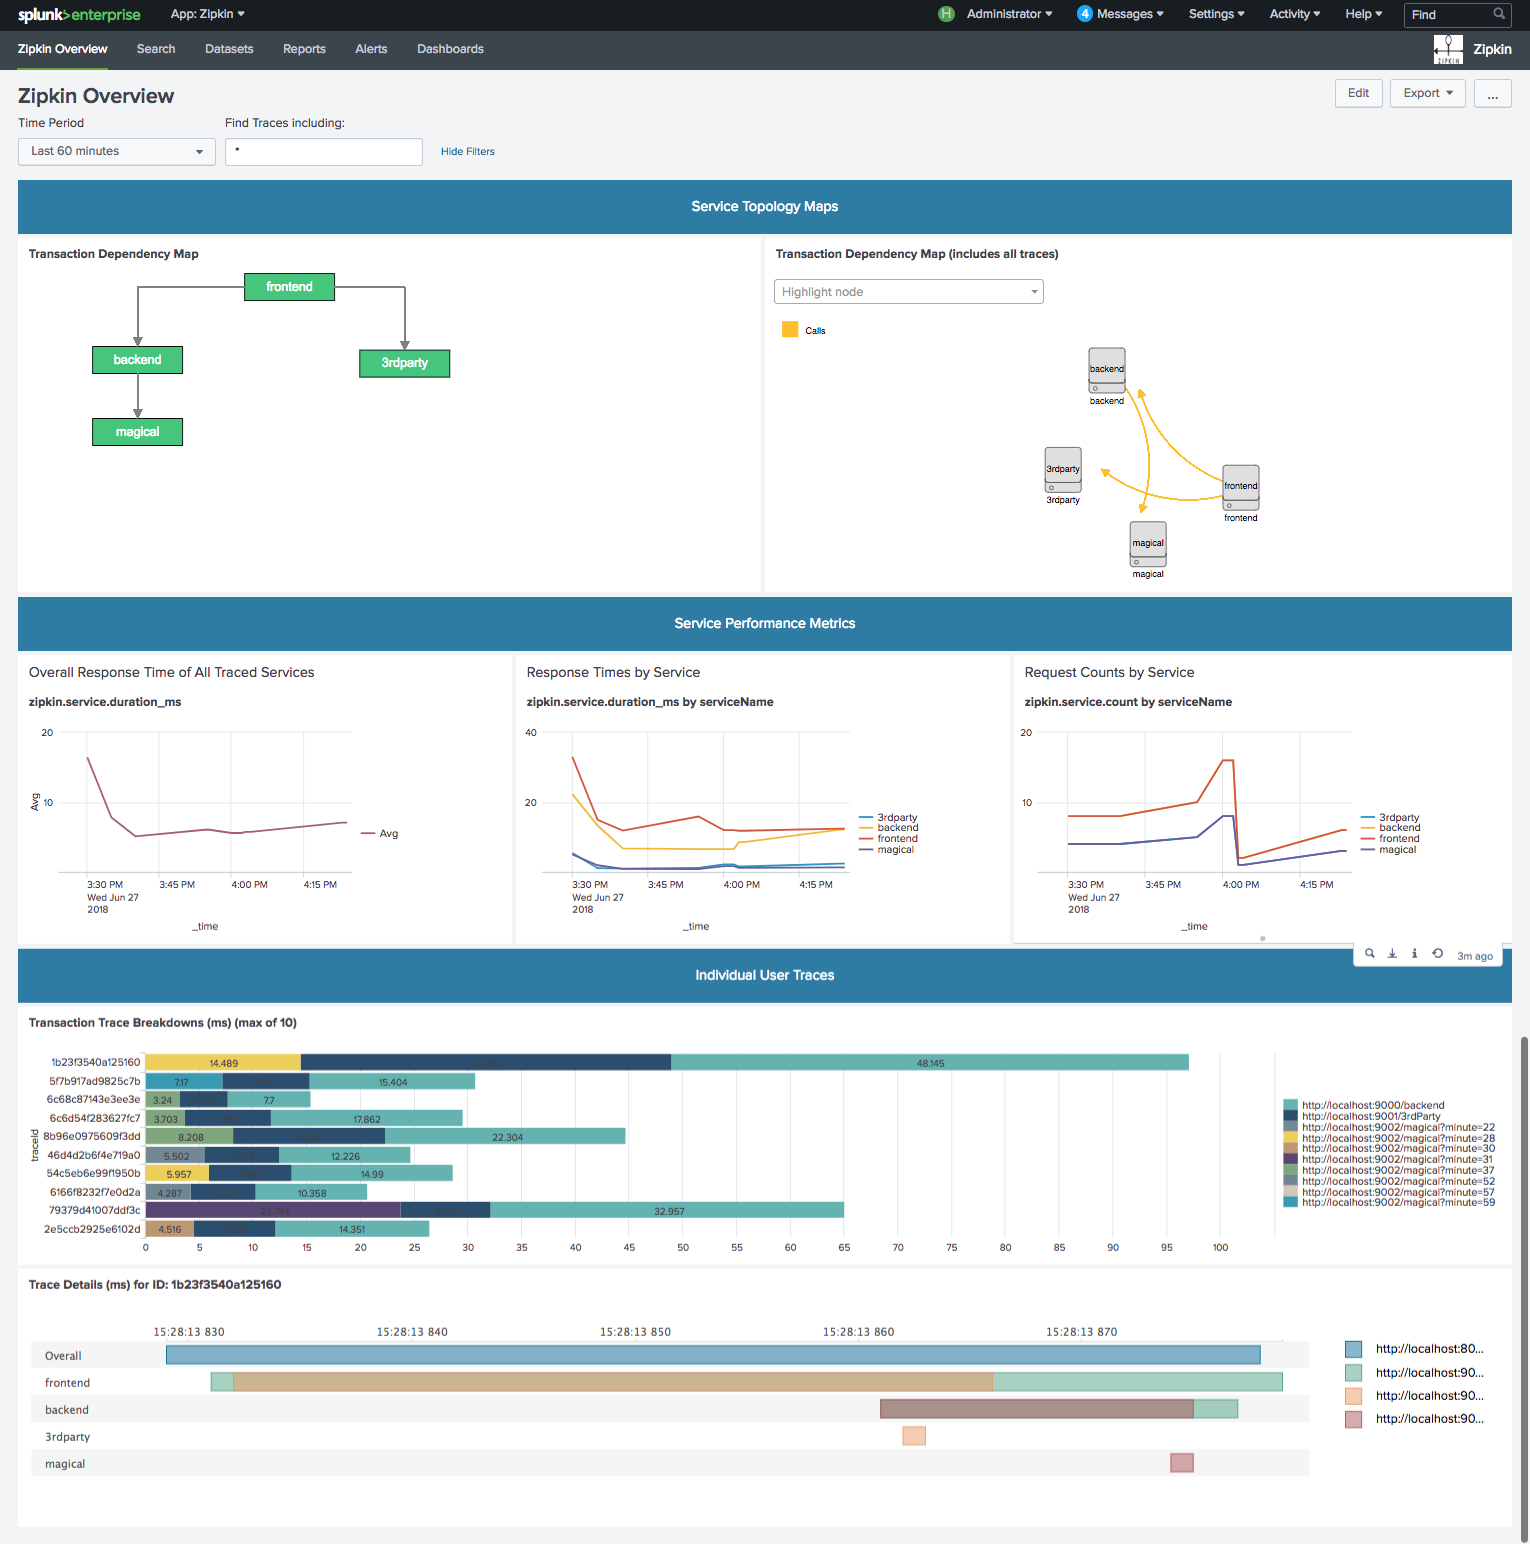 splunk>enterprise App: Zipkin Administrator 4 Messages Settings Activity Help Find
H
Zipkin Overview Search Datasets Reports Alerts Dashboards Zipkin
ZIPKIN
Zipkin Overview
Edit Export ...
Time Period Find Traces including:
Last 60 minutes * Hide Filters
Service Topology Maps
Transaction Dependency Map
frontend
backend
3rdparty
magical
Transaction Dependency Map (includes all traces)
Highlight node
Calls
backend
backend
3rdparty
3rdparty
frontend
frontend
magical
magical
Service Performance Metrics
Overall Response Time of All Traced Services
zipkin.service.duration_ms
20
10
Avg
Avg
3:30 PM 3:45 PM 4:00 PM 4:15 PM
Wed Jun 27
2018
_time
Response Times by Service
zipkin.service.duration_ms by serviceName
40
20
3rdparty
backend
frontend
magical
3:30 PM 3:45 PM 4:00 PM 4:15 PM
Wed Jun 27
2018
_time
Request Counts by Service
zipkin.service.count by serviceName
20
10
3rdparty
backend
frontend
magical
3:30 PM 3:45 PM 4:00 PM 4:15 PM
Wed Jun 27
2018
_time
3m ago
Individual User Traces
Transaction Trace Breakdowns (ms) (max of 10)
traceId
1b23f3540a125160 14.489 48.145
5f7b917ad9825c7b 7.17 15.404
6c68c87143e3ee3e 3.24 7.7
6c6d54f283627fc7 3.703 17.862
8b96e0975609f3dd 8.208 22.304
46d4d2b6f4e719a0 5.502 12.226
54c5eb6e99f1950b 5.957 14.99
6166f8232f7e0d2a 4.287 10.358
79379d41007ddf3c 32.957
2e5ccb2925e6102d 4.516 14.351
0 5 10 15 20 25 30 35 40 45 50 55 60 65 70 75 80 85 90 95 100
http://localhost:9000/backend
http://localhost:9001/3rdParty
http://localhost:9002/magical?minute=22
http://localhost:9002/magical?minute=28
http://localhost:9002/magical?minute=30
http://localhost:9002/magical?minute=31
http://localhost:9002/magical?minute=37
http://localhost:9002/magical?minute=52
http://localhost:9002/magical?minute=57
http://localhost:9002/magical?minute=59
Trace Details (ms) for ID: 1b23f3540a125160
15:28:13 830 15:28:13 840 15:28:13 850 15:28:13 860 15:28:13 870
Overall
frontend
backend
3rdparty
magical
http://localhost:80...
http://localhost:90...
http://localhost:90...
http://localhost:90...